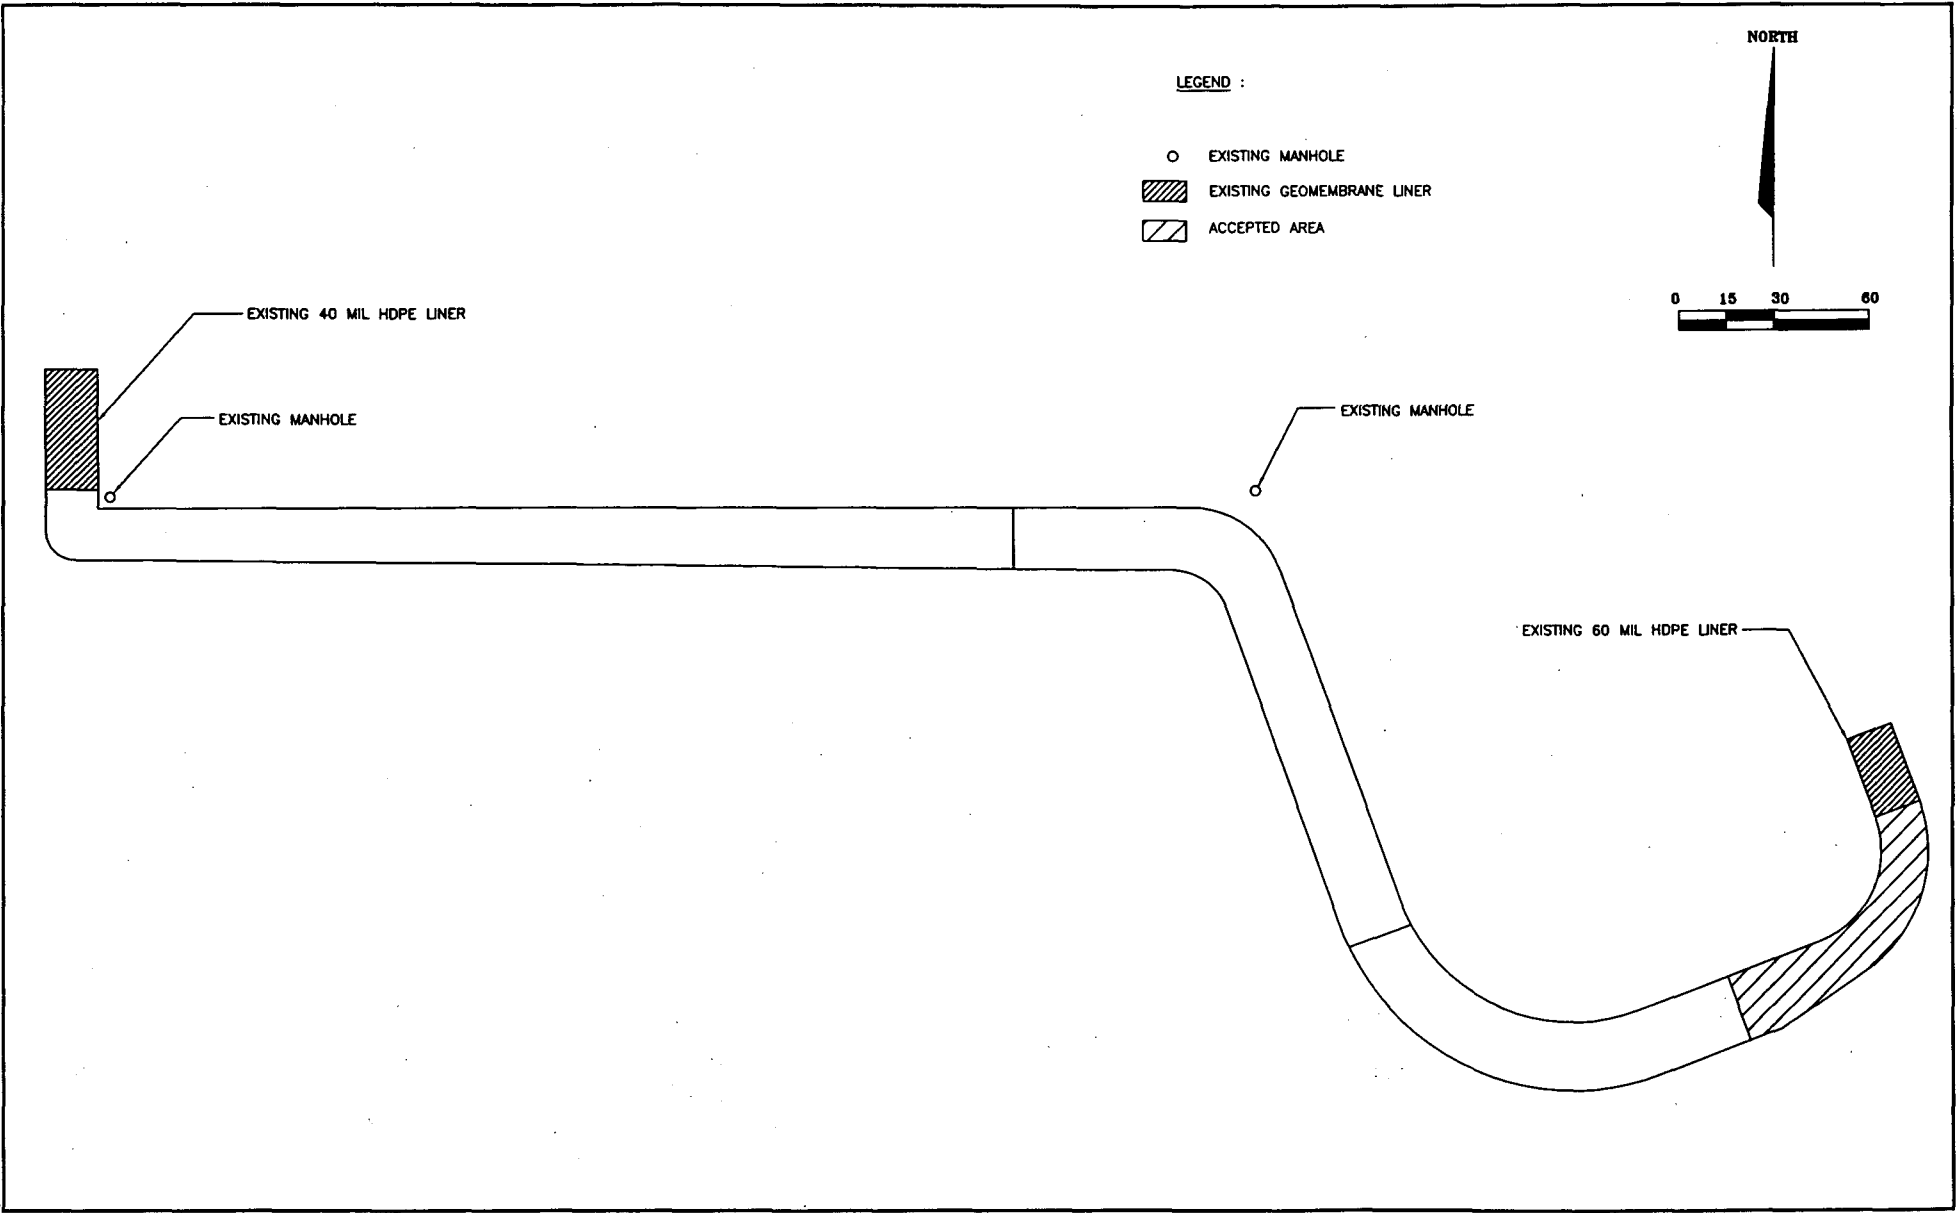 NORTH
LEGEND :
EXISTING MANHOLE
EXISTING GEOMEMBRANE LINER
ACCEPTED AREA
0 15 30 60
EXISTING 40 MIL HDPE LINER
EXISTING MANHOLE
EXISTING MANHOLE
EXISTING 60 MIL HDPE LINER